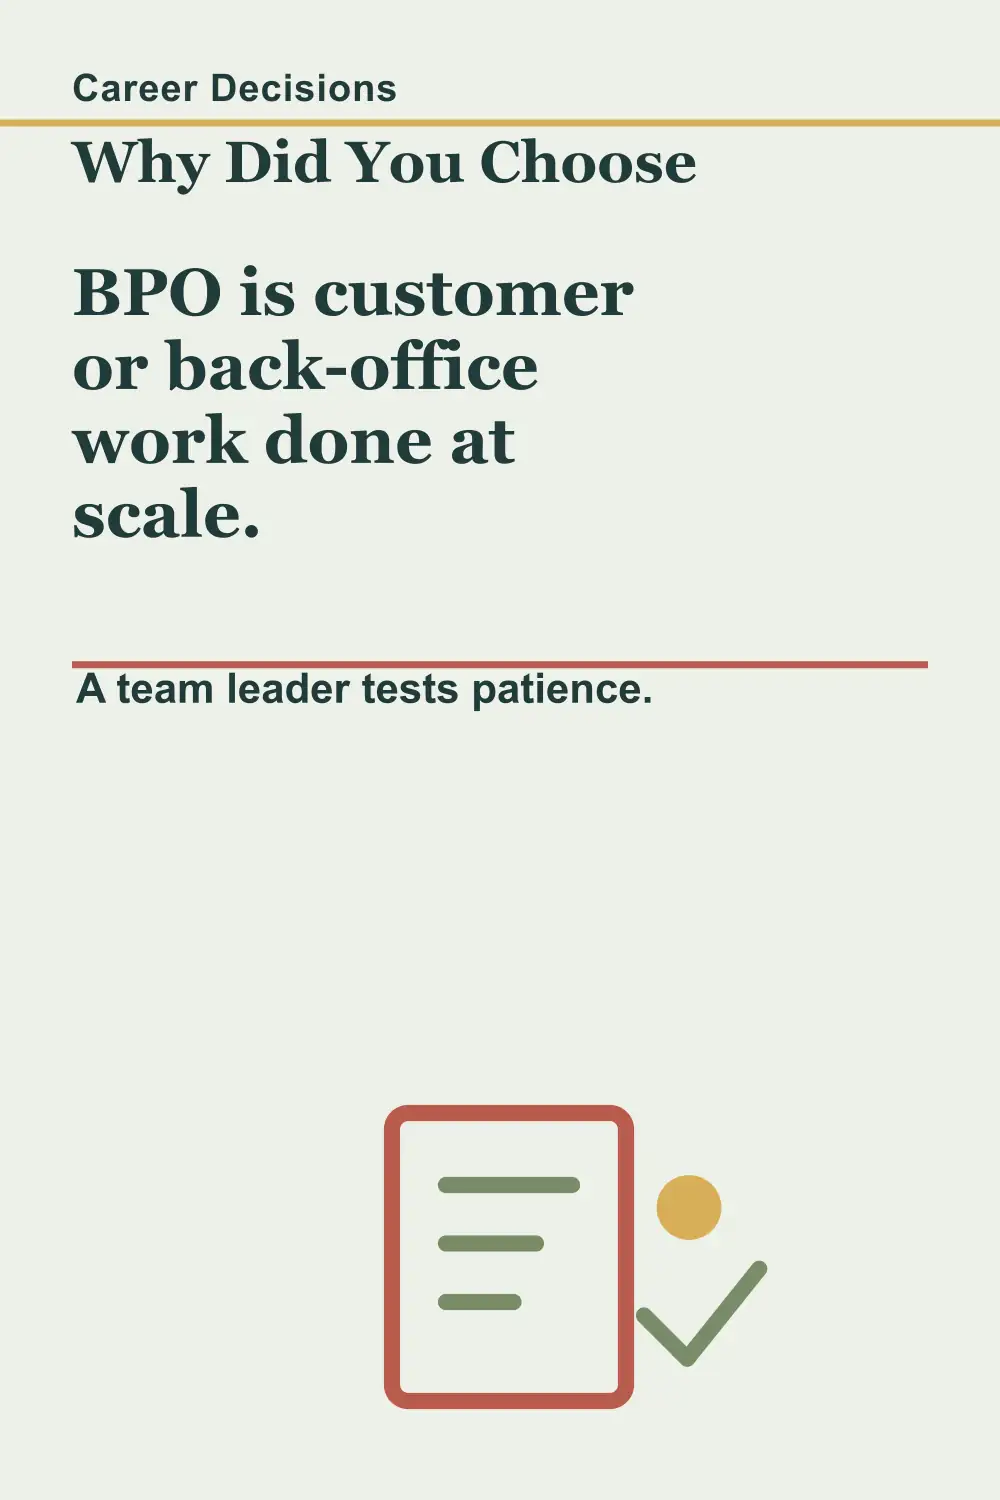 Career Decisions
Why Did You Choose
BPO is customer
or back-office
work done at
scale.
A team leader tests patience.